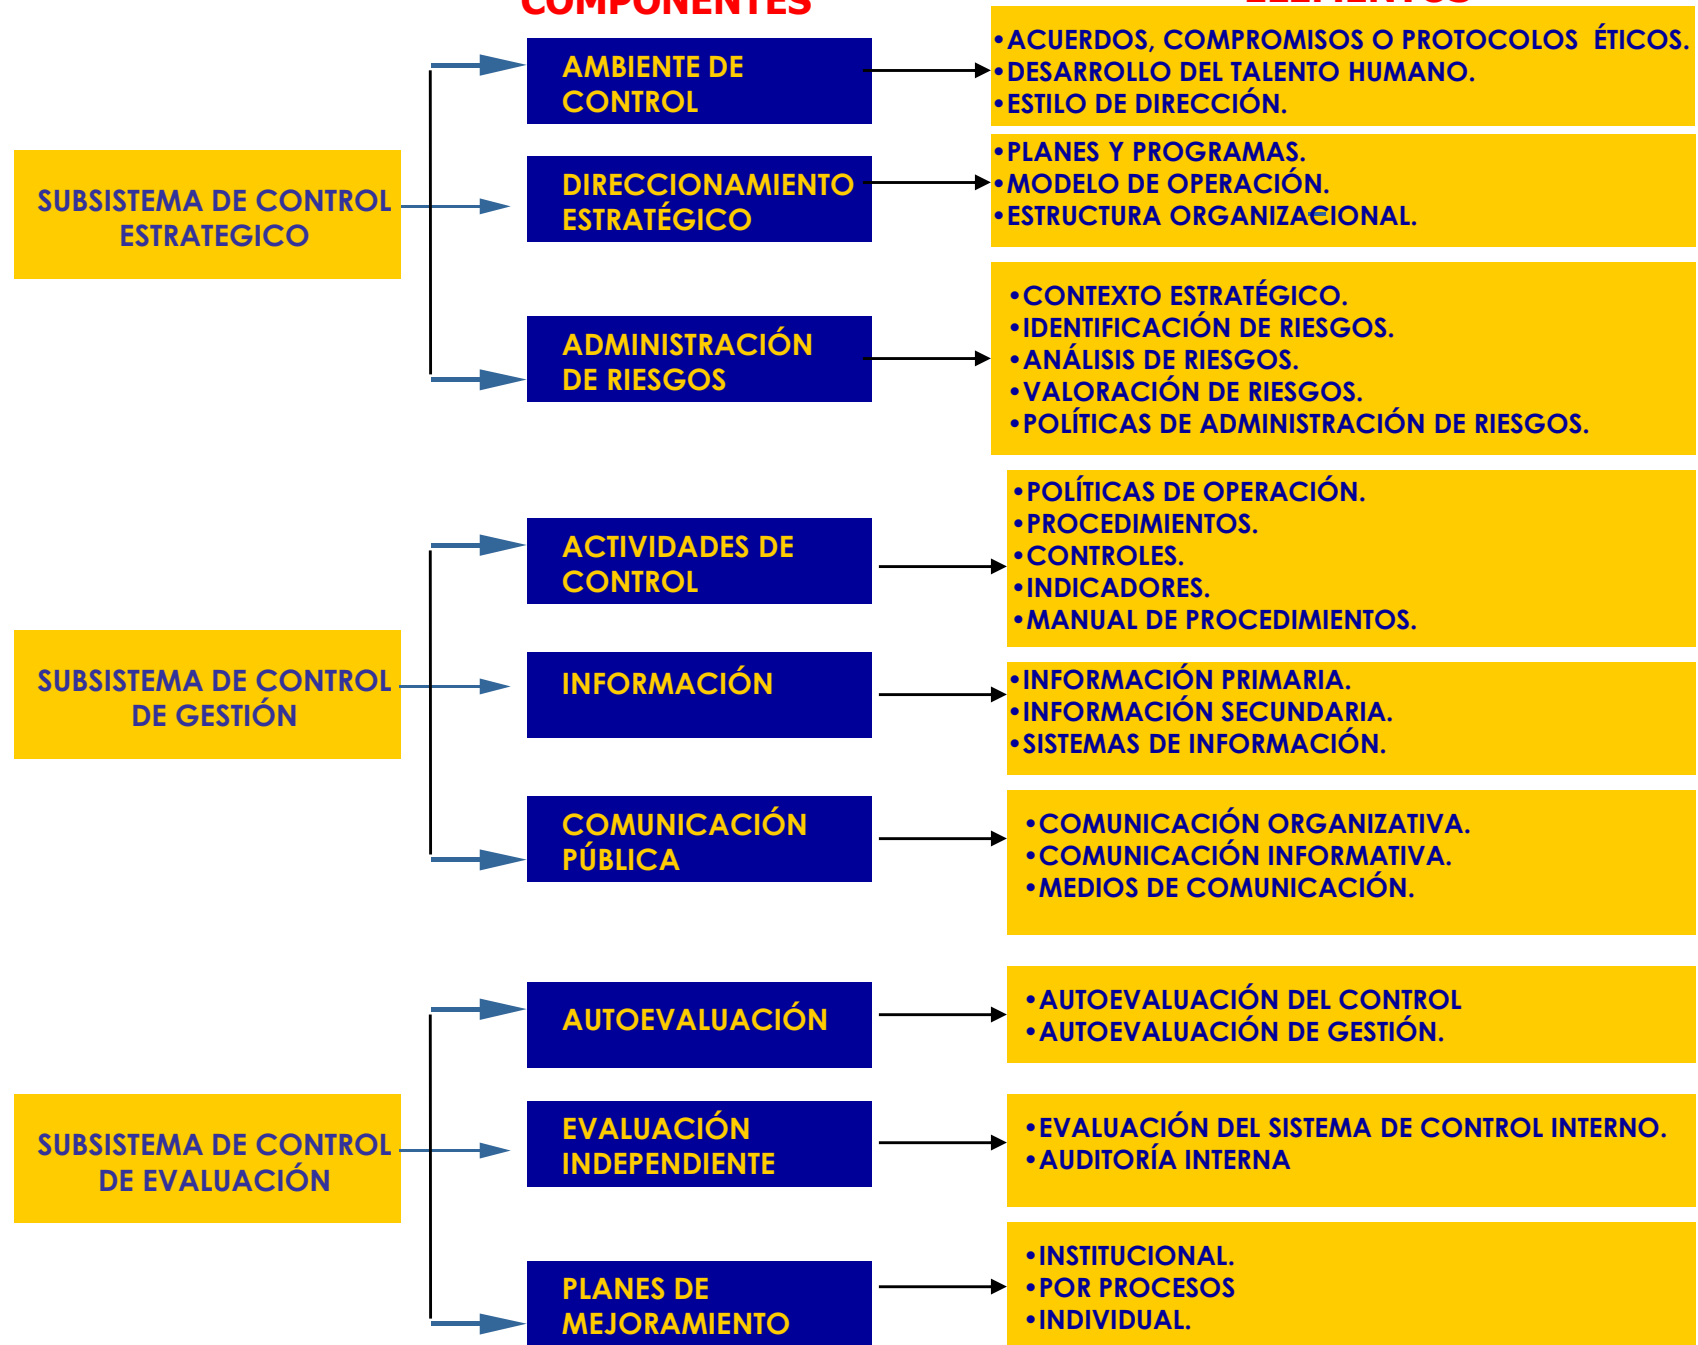 COMPONENTES
ELEMENTOS
SUBSISTEMA DE CONTROL
ESTRATEGICO
AMBIENTE DE
CONTROL
•ACUERDOS, COMPROMISOS O PROTOCOLOS ÉTICOS.
•DESARROLLO DEL TALENTO HUMANO.
•ESTILO DE DIRECCIÓN.
DIRECCIONAMIENTO
ESTRATÉGICO
•PLANES Y PROGRAMAS.
•MODELO DE OPERACIÓN.
•ESTRUCTURA ORGANIZACIONAL.
ADMINISTRACIÓN
DE RIESGOS
•CONTEXTO ESTRATÉGICO.
•IDENTIFICACIÓN DE RIESGOS.
•ANÁLISIS DE RIESGOS.
•VALORACIÓN DE RIESGOS.
•POLÍTICAS DE ADMINISTRACIÓN DE RIESGOS.
SUBSISTEMA DE CONTROL
DE GESTIÓN
ACTIVIDADES DE
CONTROL
•POLÍTICAS DE OPERACIÓN.
•PROCEDIMIENTOS.
•CONTROLES.
•INDICADORES.
•MANUAL DE PROCEDIMIENTOS.
INFORMACIÓN
•INFORMACIÓN PRIMARIA.
•INFORMACIÓN SECUNDARIA.
•SISTEMAS DE INFORMACIÓN.
COMUNICACIÓN
PÚBLICA
•COMUNICACIÓN ORGANIZATIVA.
•COMUNICACIÓN INFORMATIVA.
•MEDIOS DE COMUNICACIÓN.
SUBSISTEMA DE CONTROL
DE EVALUACIÓN
AUTOEVALUACIÓN
•AUTOEVALUACIÓN DEL CONTROL
•AUTOEVALUACIÓN DE GESTIÓN.
EVALUACIÓN
INDEPENDIENTE
•EVALUACIÓN DEL SISTEMA DE CONTROL INTERNO.
•AUDITORÍA INTERNA
PLANES DE
MEJORAMIENTO
•INSTITUCIONAL.
•POR PROCESOS
•INDIVIDUAL.